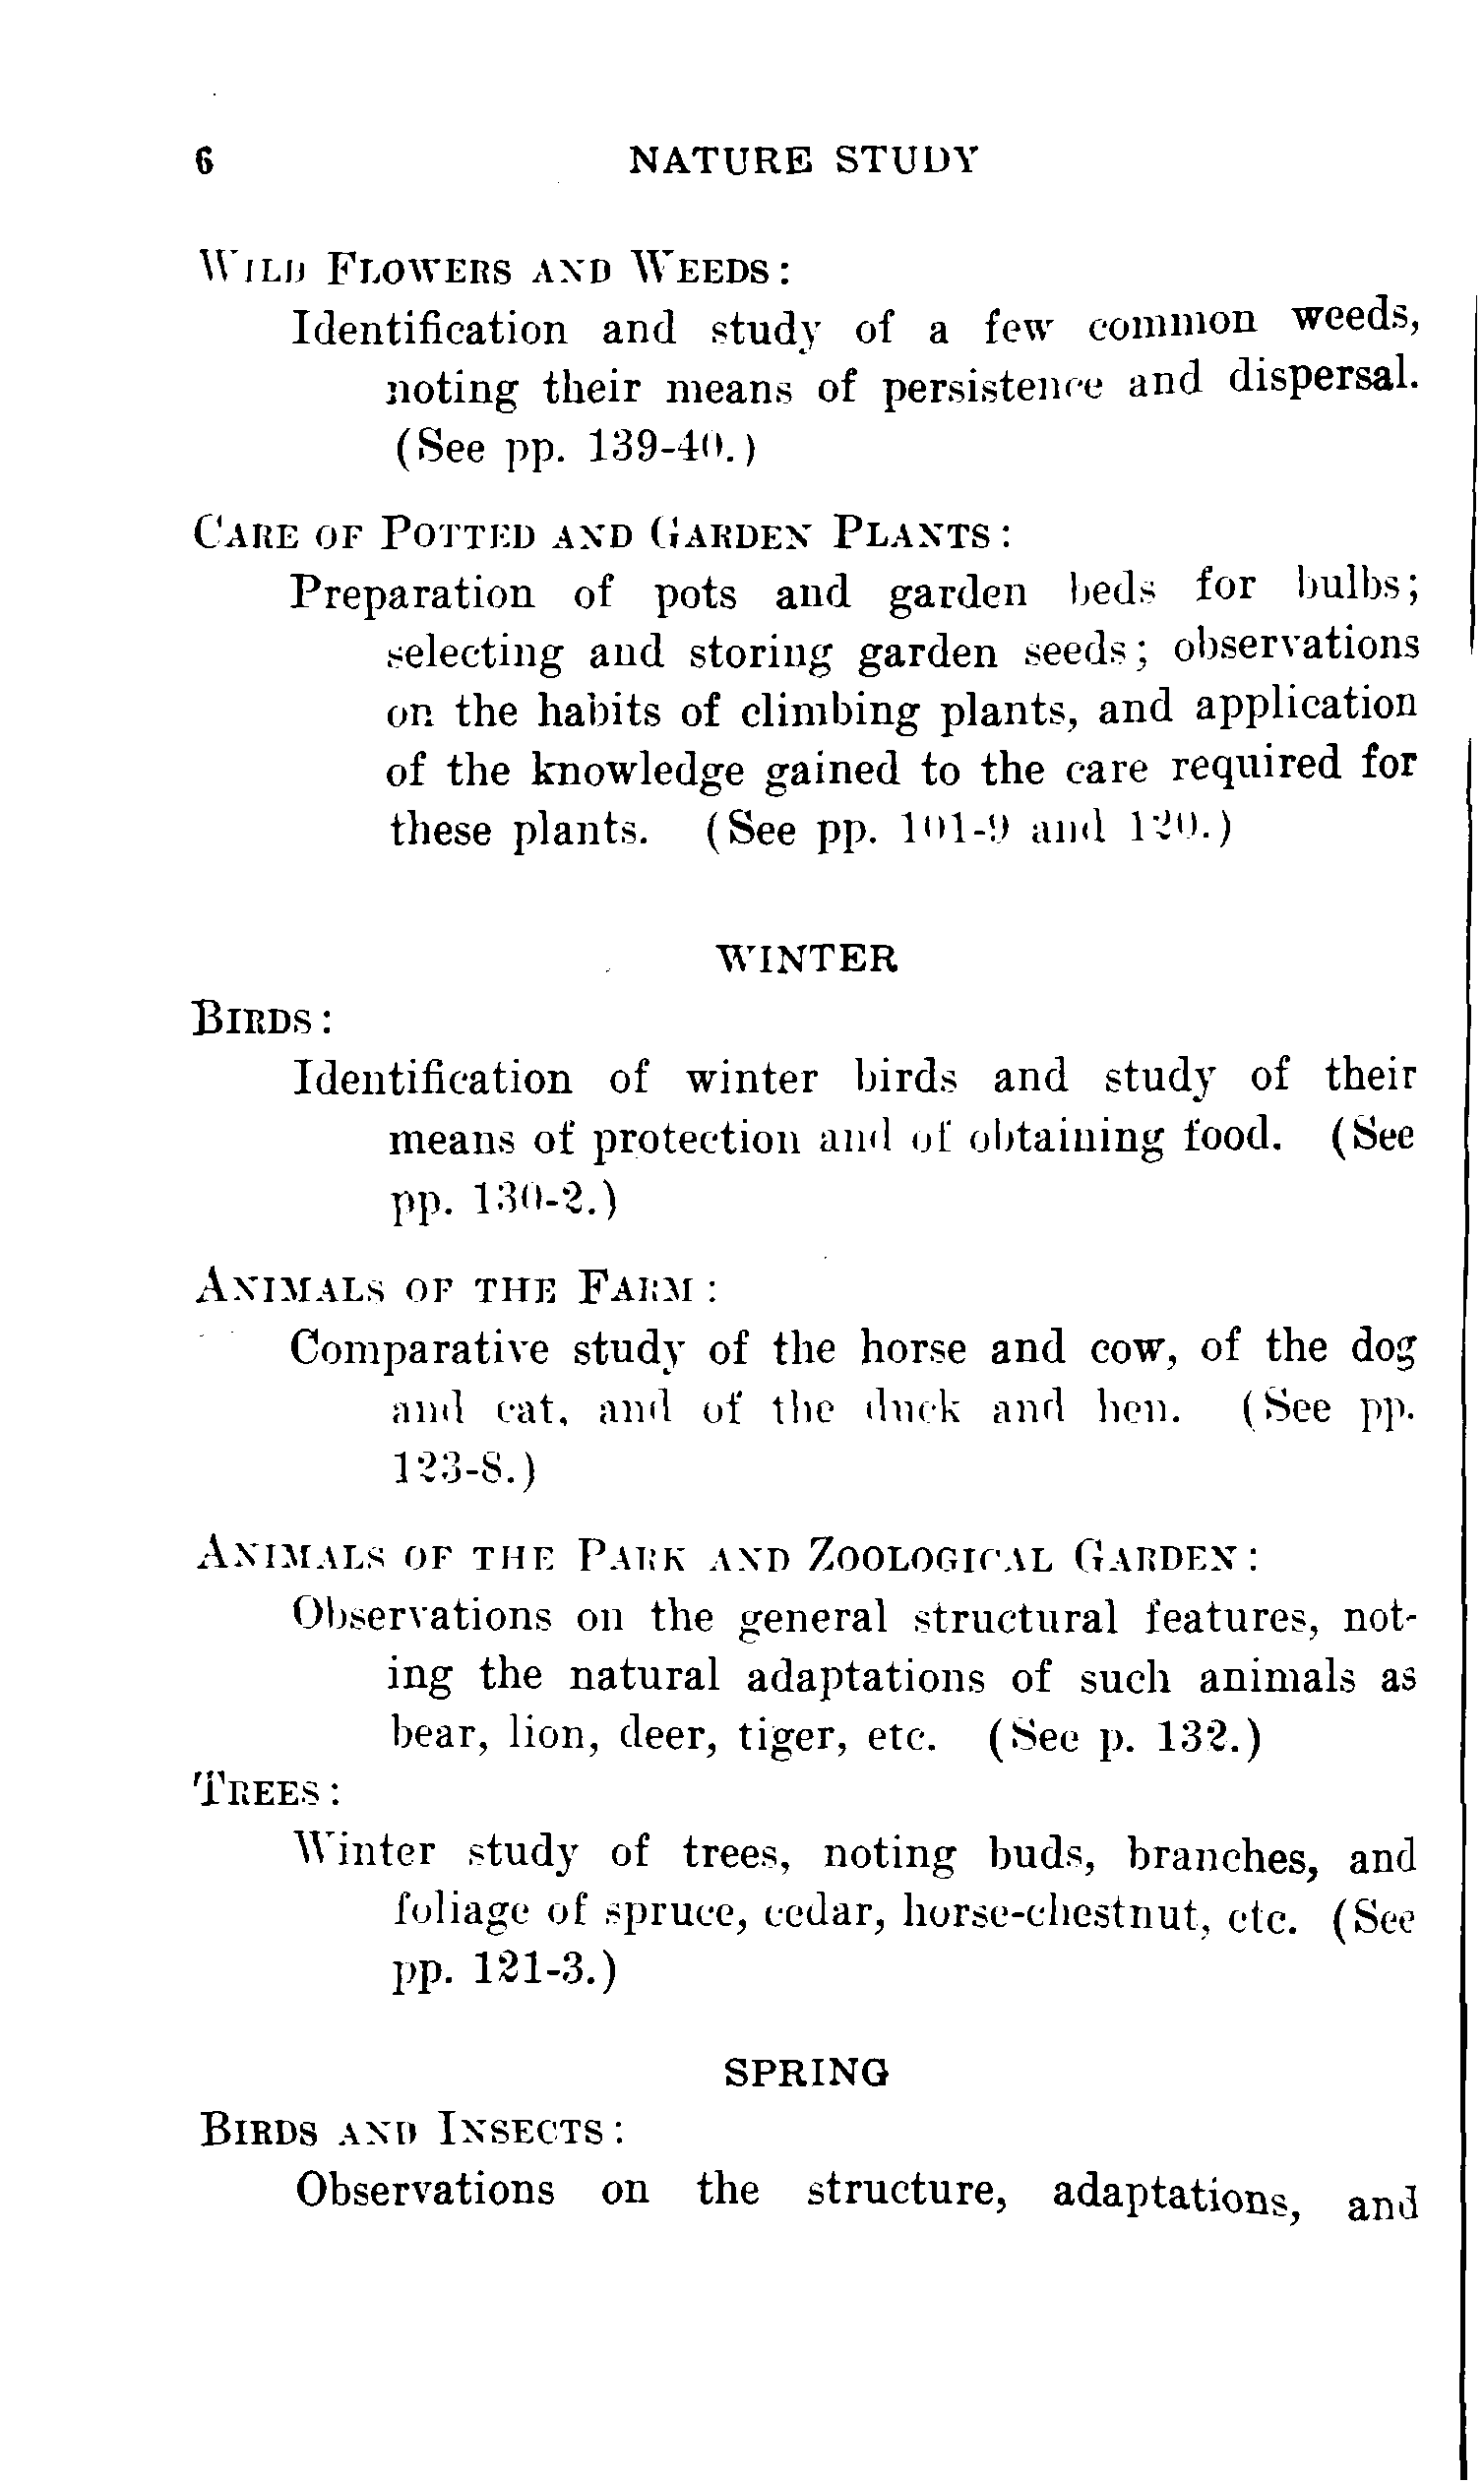 6 NATURE STUDY
WILD FLOWERS AND WEEDS:
Identification and study of a few common weeds,
noting their means of persistence and dispersal.
(See pp. 139-40.)
CARE OF POTTED AND GARDEN PLANTS:
Preparation of pots and garden beds for bulbs;
selecting and storing garden seeds; observations
on the habits of climbing plants, and application
of the knowledge gained to the care required for
these plants. (See pp. 101-9 and 120.)
WINTER
BIRDS:
Identification of winter birds and study of their
means of protection and of obtaining food. (See
pp. 130-2.)
ANIMALS OF THE FARM:
Comparative study of the horse and cow, of the dog
and cat, and of the duck and hen. (See pp.
123-8.)
ANIMALS OF THE PARK AND ZOOLOGICAL GARDEN:
Observations on the general structural features, not-
ing the natural adaptations of such animals as
bear, lion, deer, tiger, etc. (See p. 132.)
TREES:
Winter study of trees, noting buds, branches, and
foliage of spruce, cedar, horse-chestnut, etc. (See
pp. 121-3.)
SPRING
BIRDS AND INSECTS:
Observations on the structure, adaptations, and